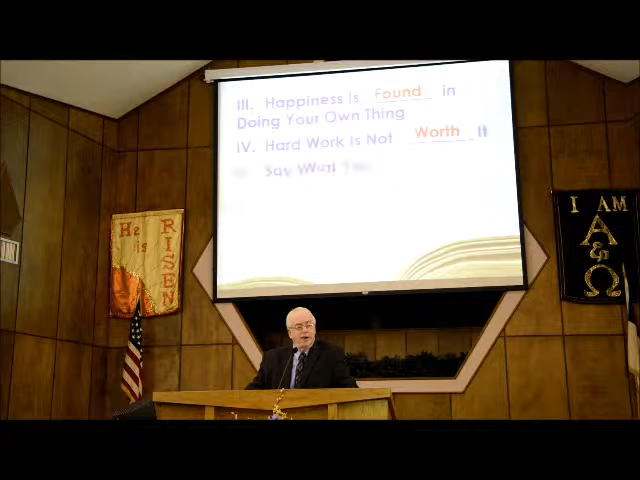 III. Happiness Is Found in
Doing Your Own Thing
IV. Hard Work Is Not Worth It
Say
He
is
RISEN
I AM
A
&
Ω